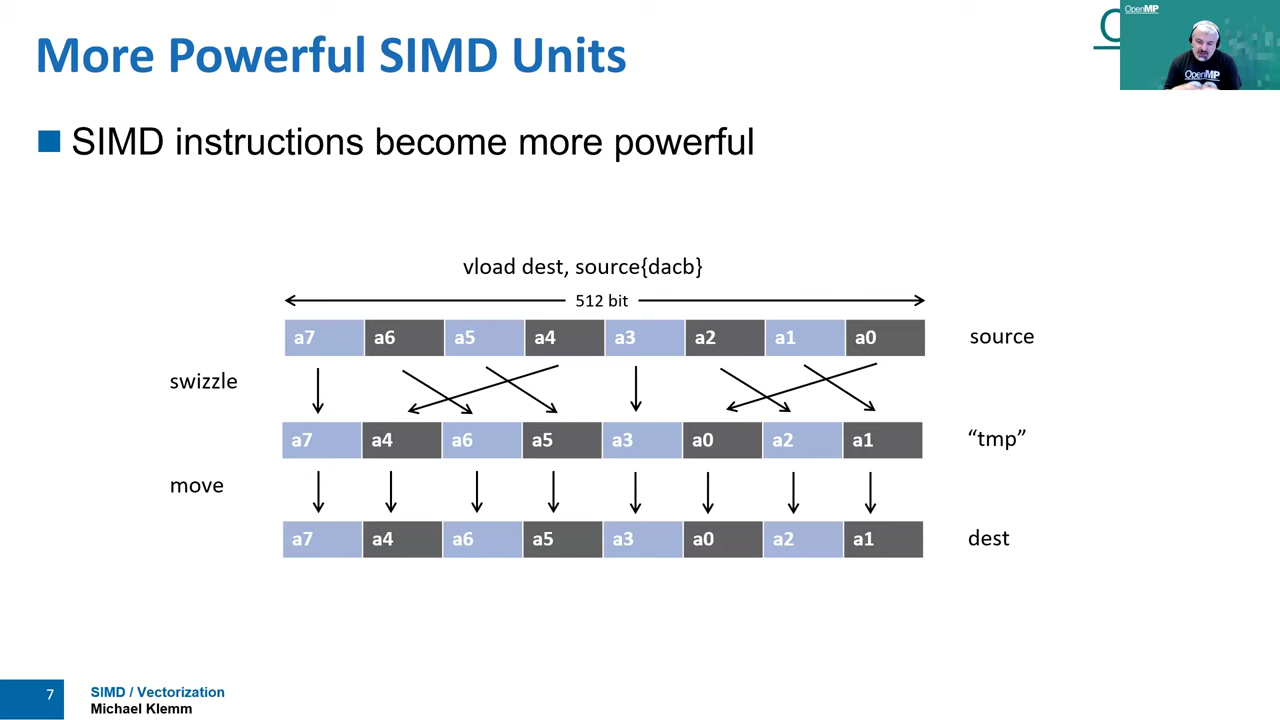 More Powerful SIMD Units
OpenMP
OpenMP
SIMD instructions become more powerful
vload dest, source{dacb}
512 bit
a7 a6 a5 a4 a3 a2 a1 a0 source
swizzle
a7 a4 a6 a5 a3 a0 a2 a1 “tmp”
move
a7 a4 a6 a5 a3 a0 a2 a1 dest
7
SIMD / Vectorization
Michael Klemm